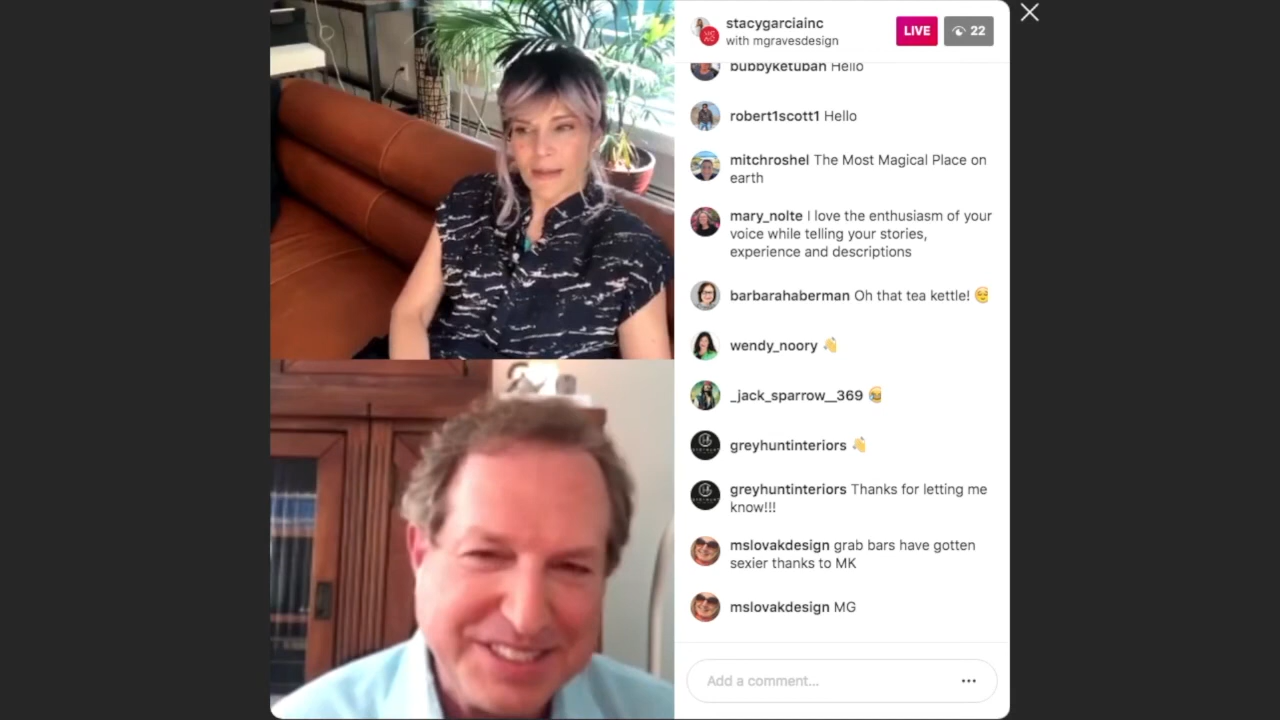 stacygarciainc
with mgravesdesign
LIVE
22
bubbyketuban Hello
robert1scott1 Hello
mitchroshel The Most Magical Place on
earth
mary_nolte I love the enthusiasm of your
voice while telling your stories,
experience and descriptions
barbarahaberman Oh that tea kettle! 😌
wendy_noory 👏
_jack_sparrow__369 😂
greyhuntinteriors 👏
greyhuntinteriors Thanks for letting me
know!!!
mslovakdesign grab bars have gotten
sexier thanks to MK
mslovakdesign MG
Add a comment...